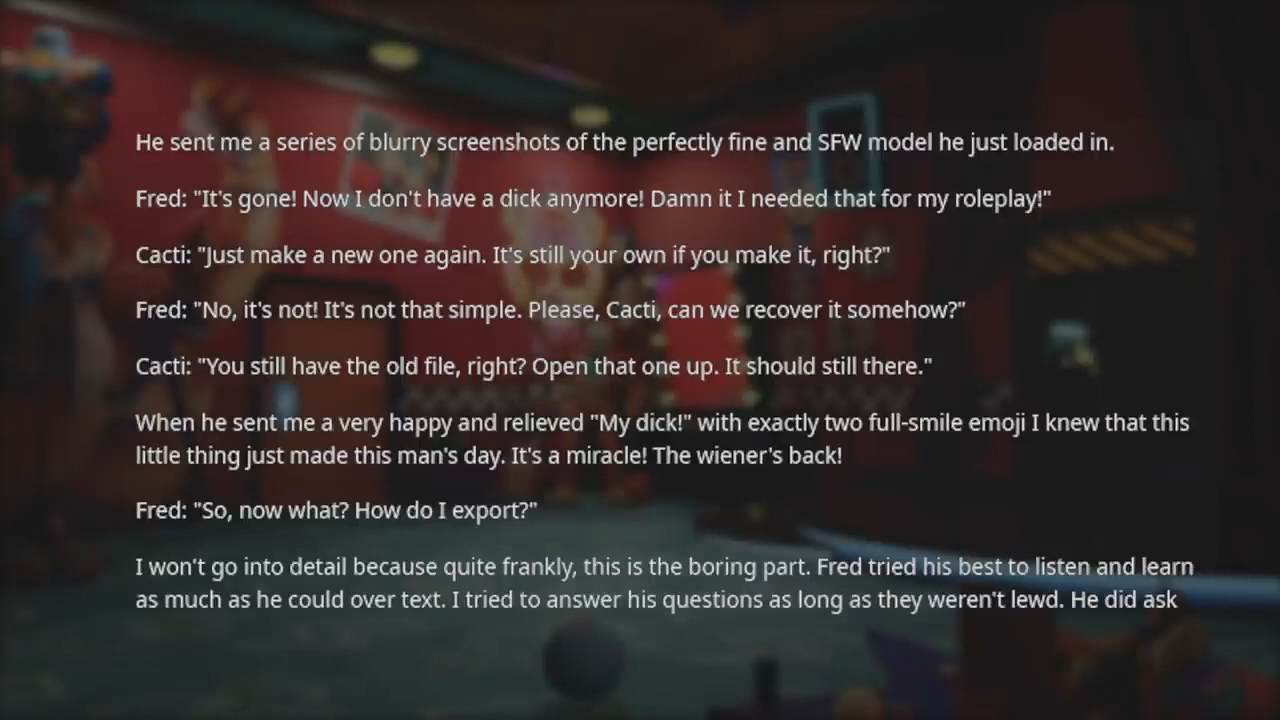 He sent me a series of blurry screenshots of the perfectly fine and SFW model he just loaded in.
Fred: "It's gone! Now I don't have a dick anymore! Damn it I needed that for my roleplay!"
Cacti: "Just make a new one again. It's still your own if you make it, right?"
Fred: "No, it's not! It's not that simple. Please, Cacti, can we recover it somehow?"
Cacti: "You still have the old file, right? Open that one up. It should still there."
When he sent me a very happy and relieved "My dick!" with exactly two full-smile emoji I knew that this
little thing just made this man's day. It's a miracle! The wiener's back!
Fred: "So, now what? How do I export?"
I won't go into detail because quite frankly, this is the boring part. Fred tried his best to listen and learn
as much as he could over text. I tried to answer his questions as long as they weren't lewd. He did ask